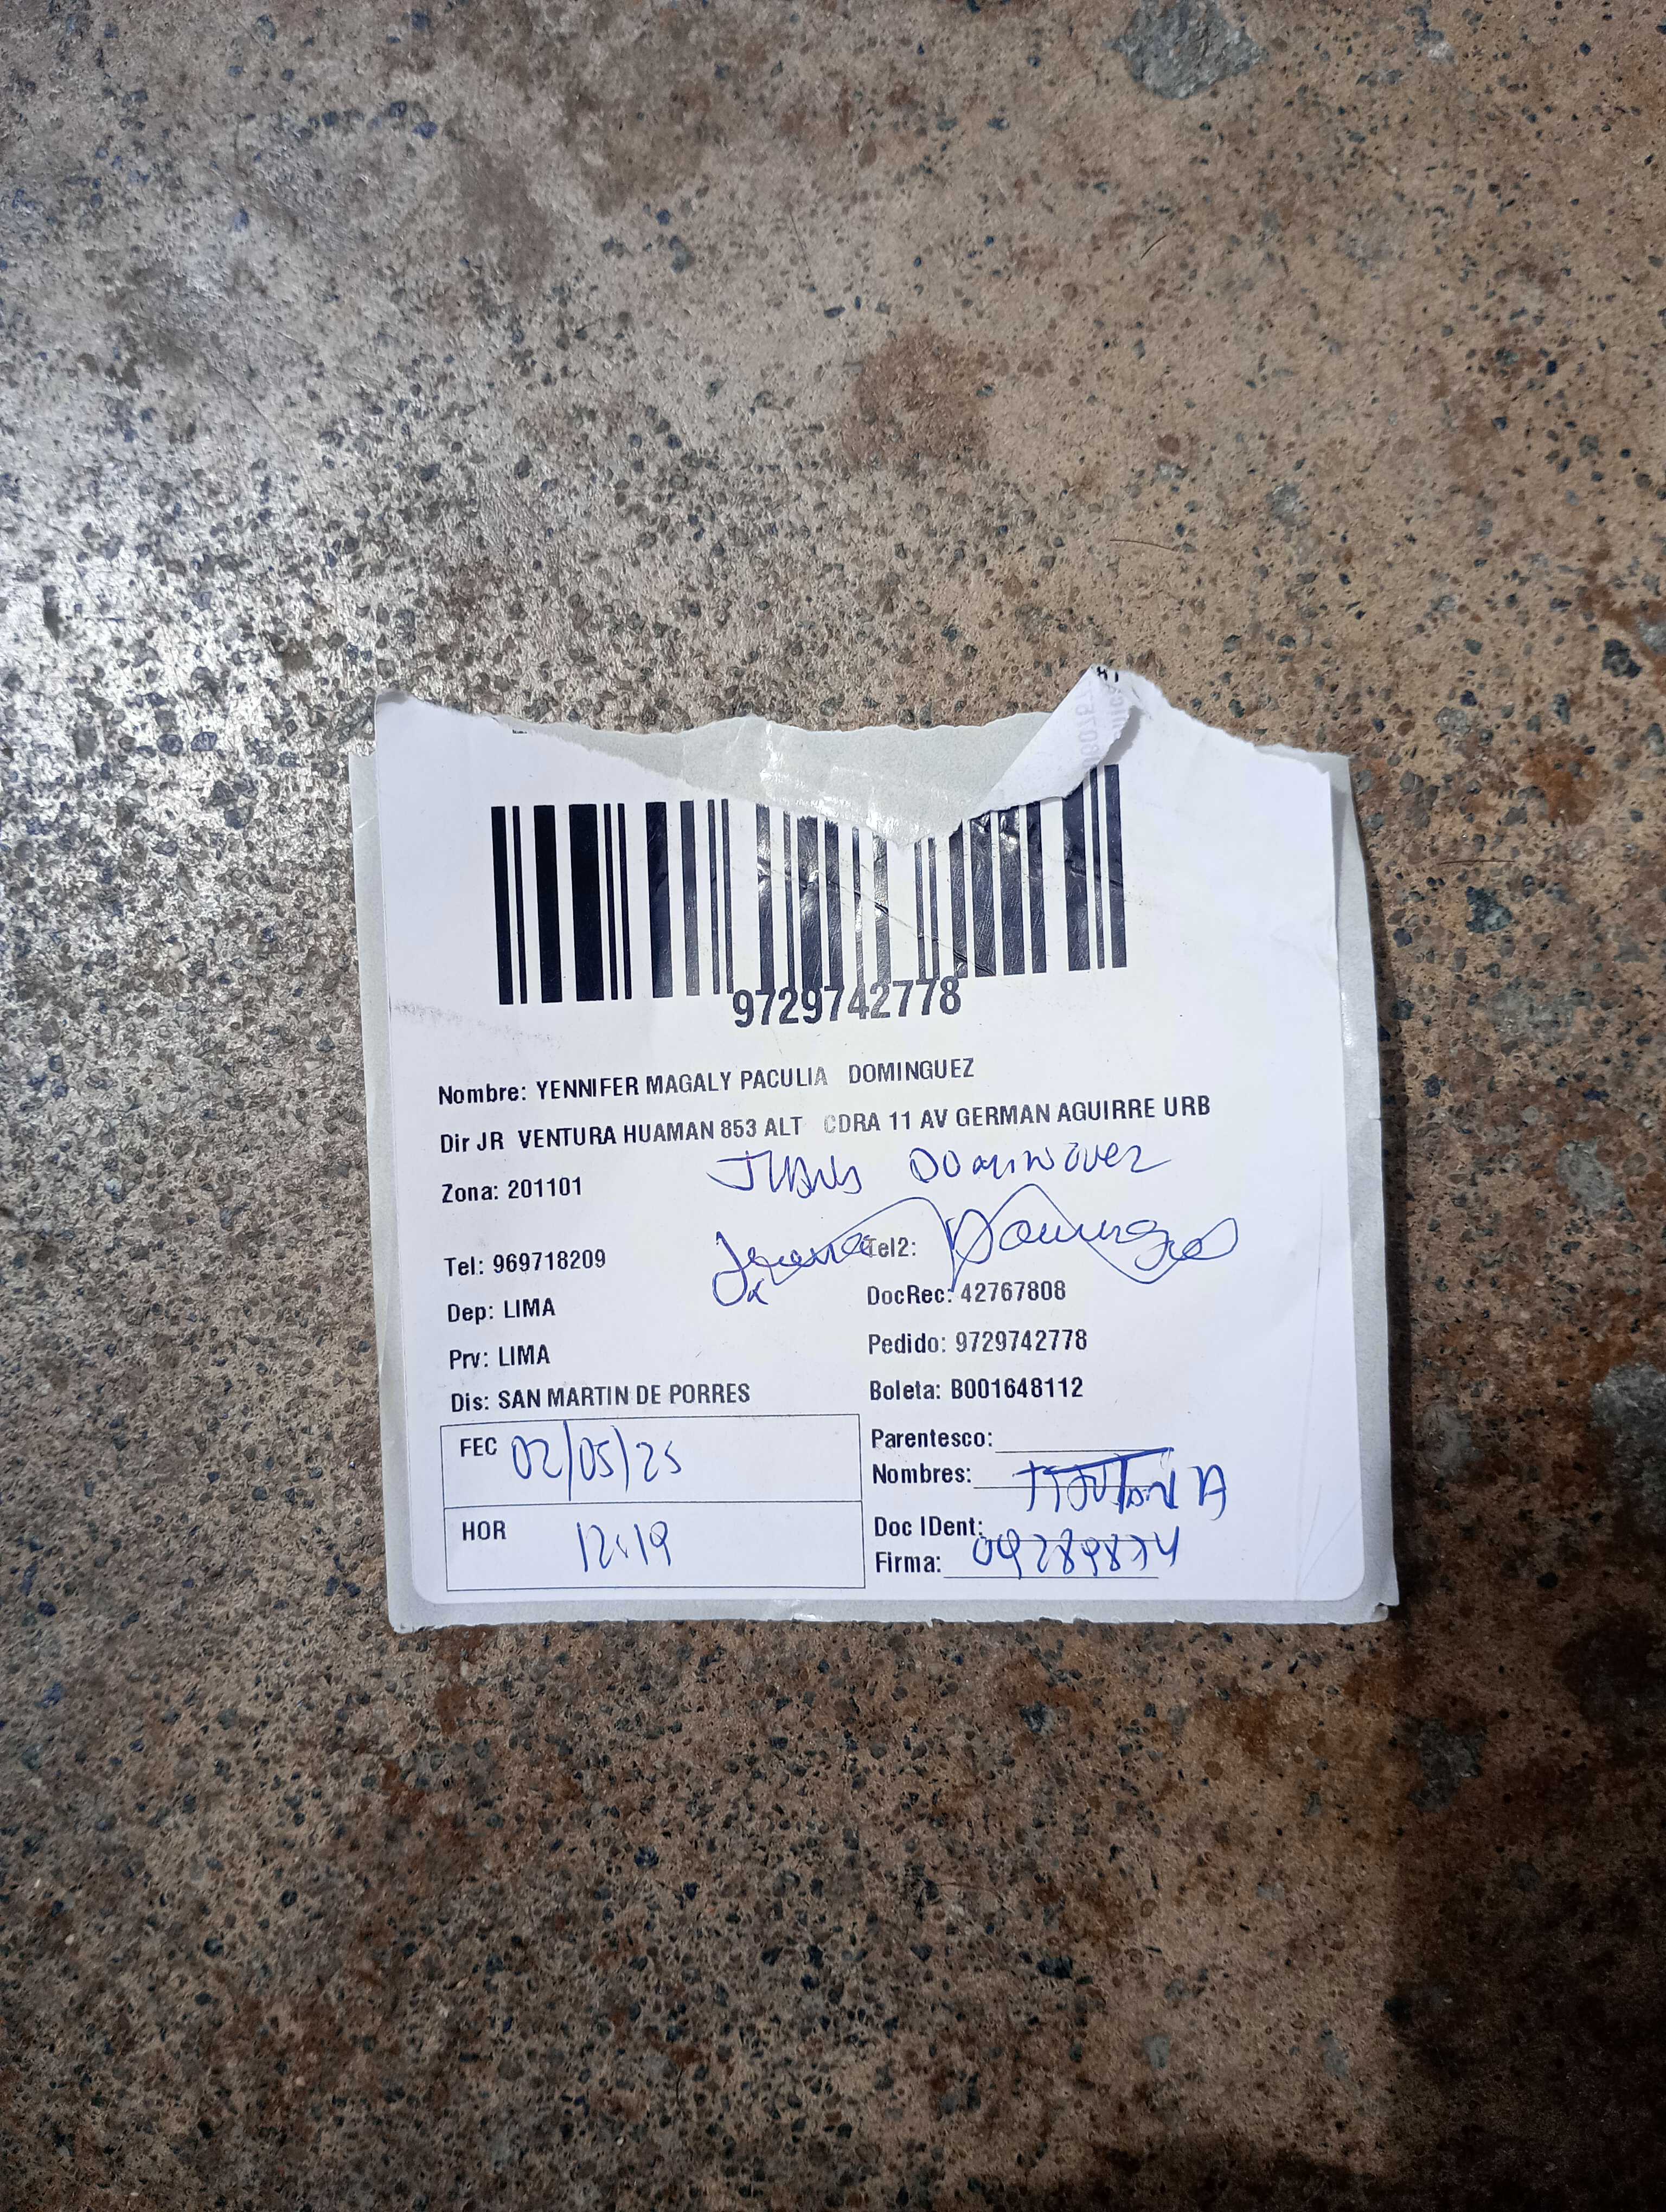 9729742778
Nombre: YENNIFER MAGALY PACULIA DOMINGUEZ
Dir JR VENTURA HUAMAN 853 ALT CDRA 11 AV GERMAN AGUIRRE URB
Zona: 201101
Tel: 969718209
Tel2:
Dep: LIMA
DocRec: 42767808
Prv: LIMA
Pedido: 9729742778
Dis: SAN MARTIN DE PORRES
Boleta: B001648112
FEC 02/05/25
Parentesco:
Nombres:
HOR 12:19
Doc IDent:
Firma: